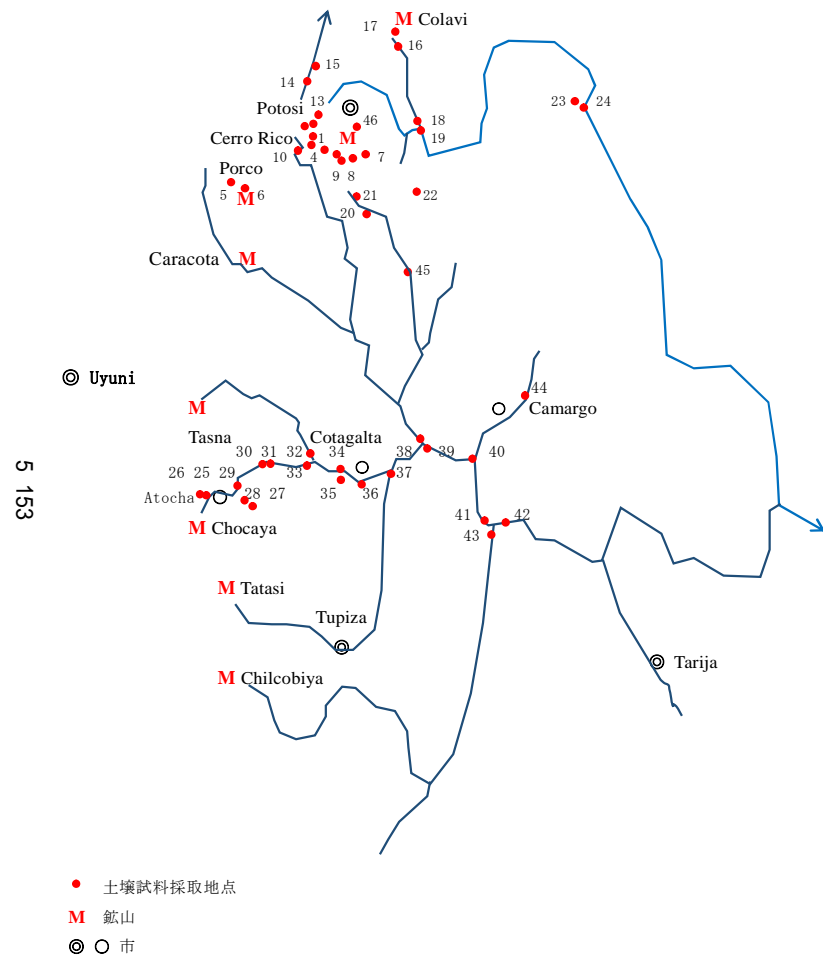 17 M Colavi
16
15
14
13
Potosi
46
18
23 24
Cerro Rico 1 M
19
10 4 7
9 8
Porco
5 6
M
21
22
20
Caracota M
45
Uyuni
M
44
Camargo
Tasna Cotagalta
30 31 32 34 38 39 40
26 25 29 33 37
Atocha 28 27 35 36
M Chocaya
41 42
43
M Tatasi
Tupiza
Tarija
M Chilcobiya
5 153
土壌試料採取地点
M 鉱山
市